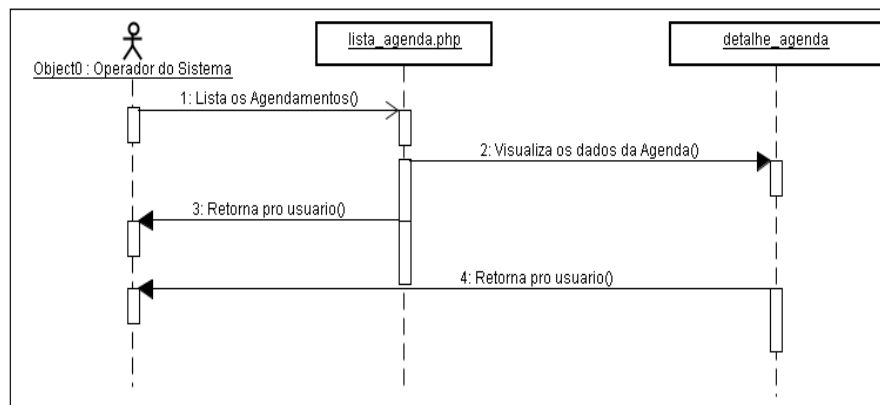 lista_agenda.php
detalhe_agenda
Object0 : Operador do Sistema
1: Lista os Agendamentos()
2: Visualiza os dados da Agenda()
3: Retorna pro usuario()
4: Retorna pro usuario()